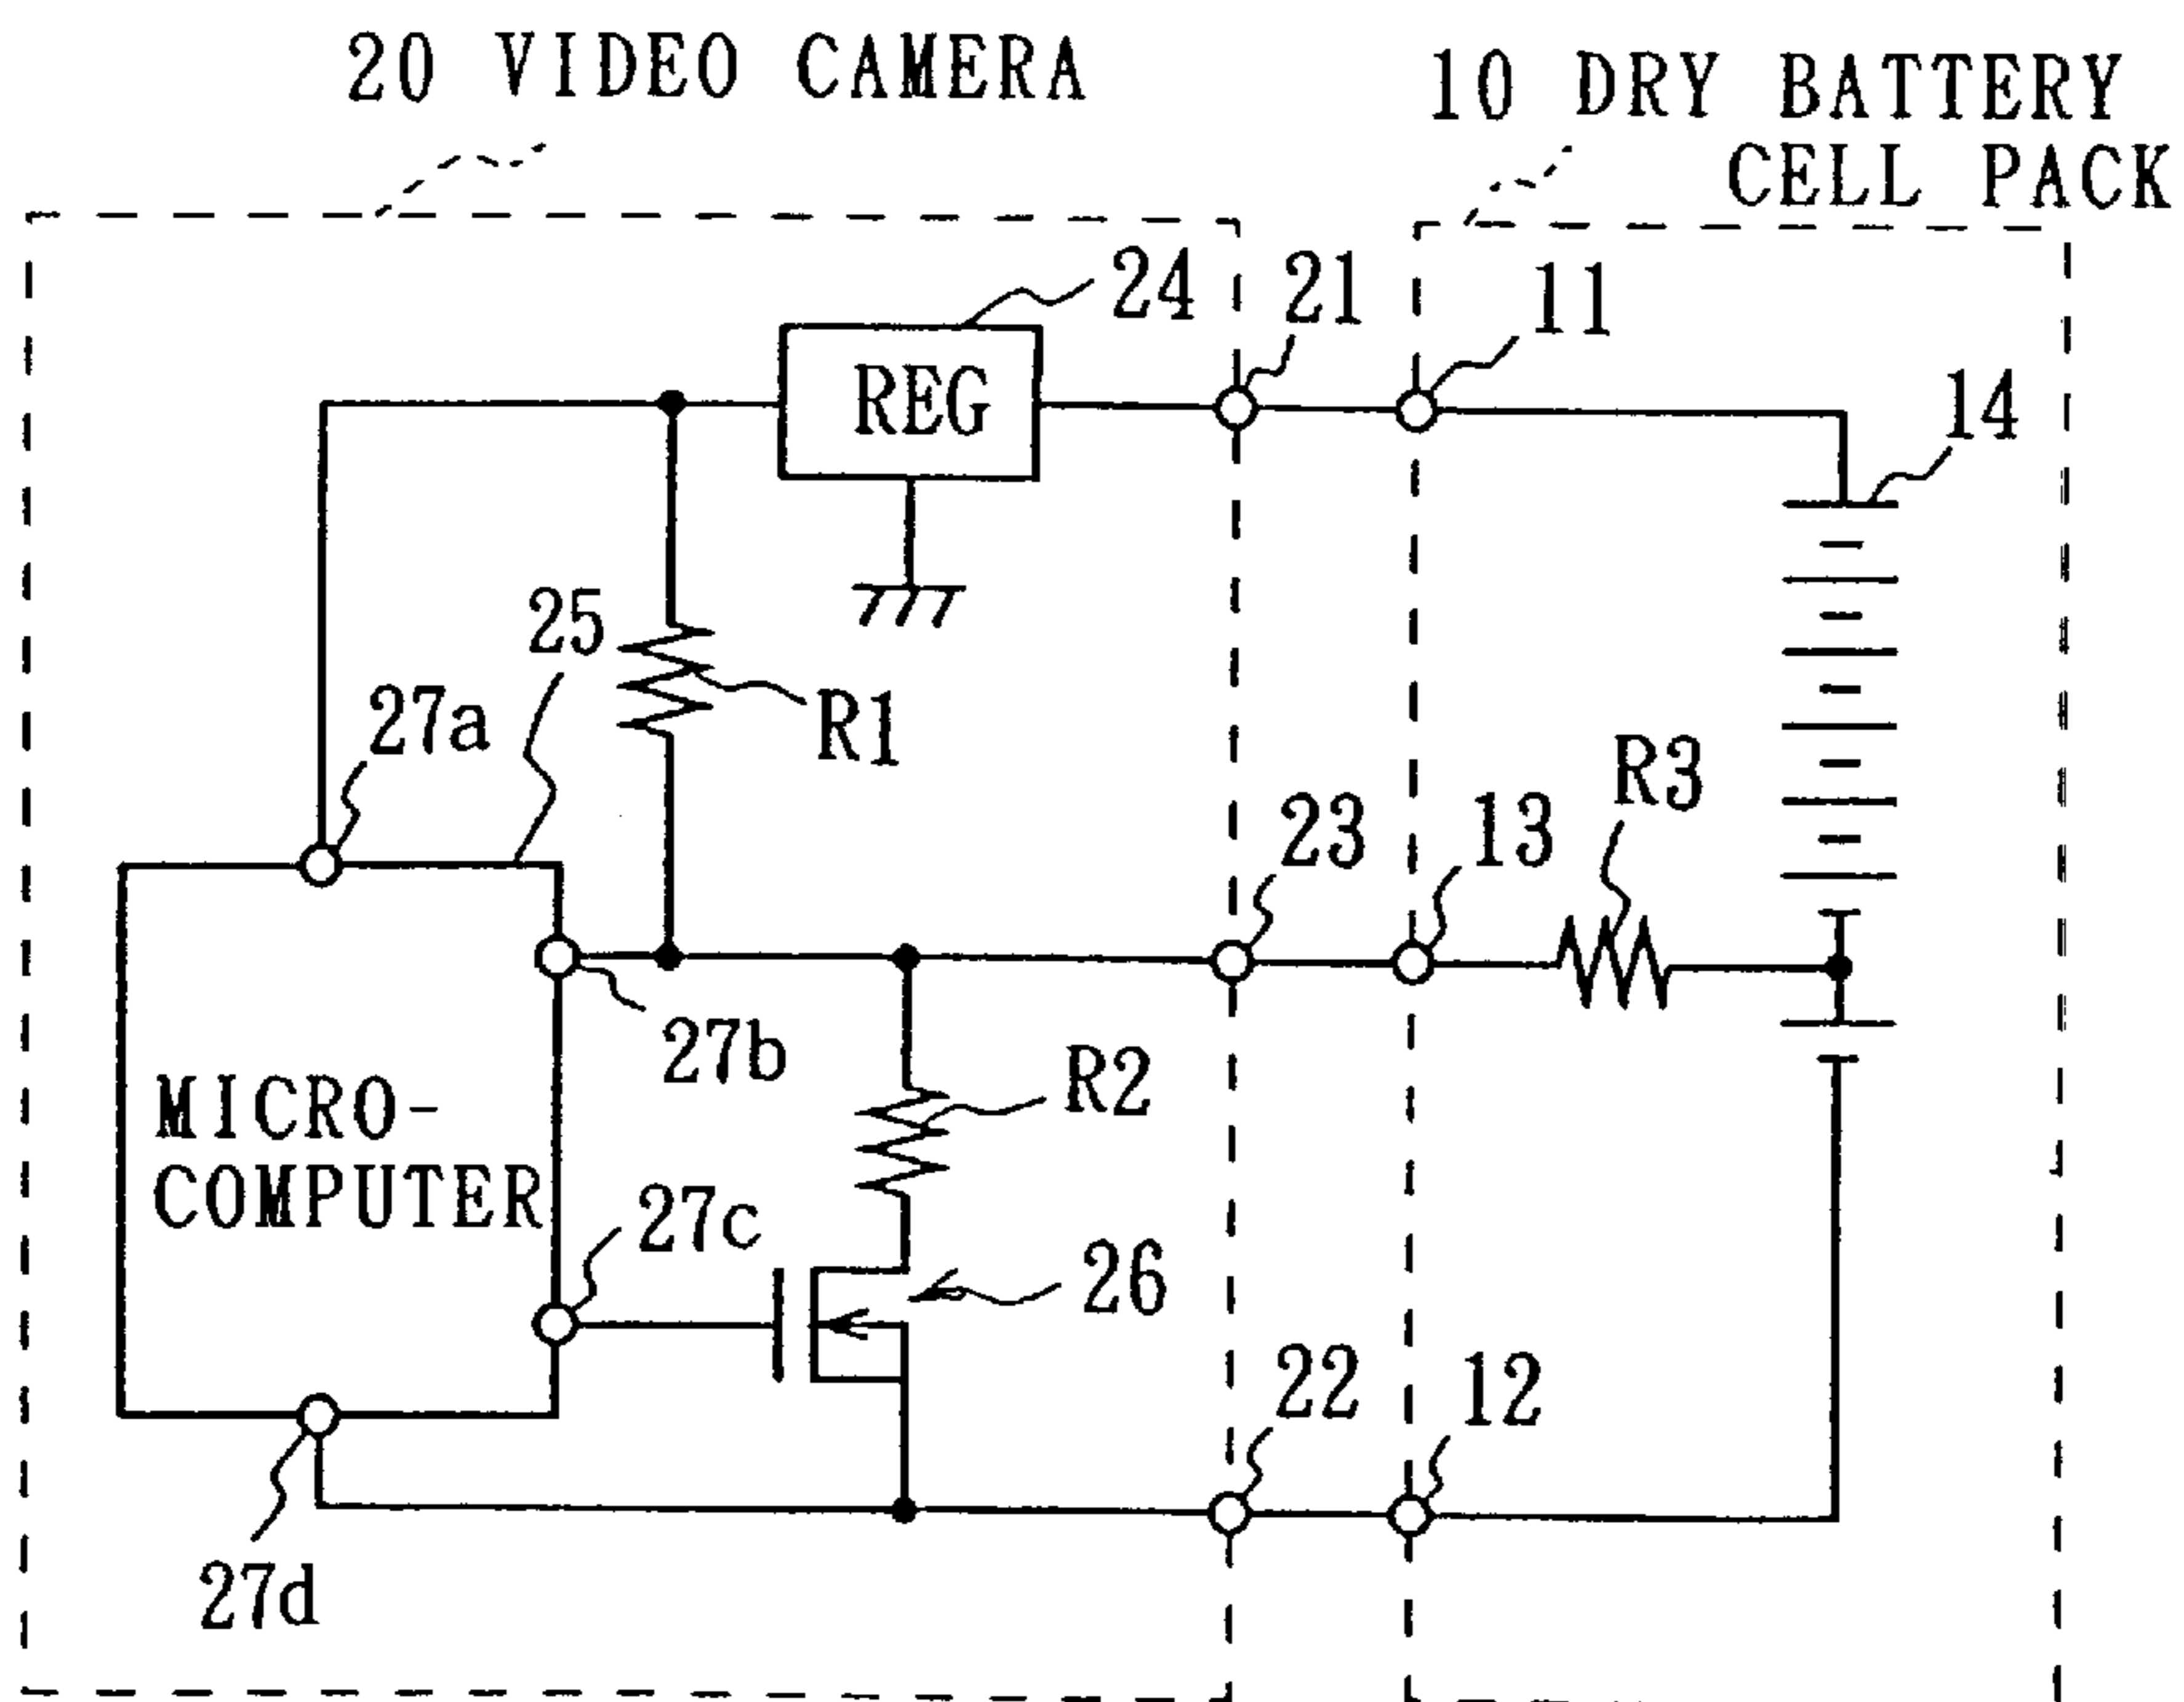 20 VIDEO CAMERA
10 DRY BATTERY
CELL PACK
24
21
11
REG
14
25
27a
R1
R3
23
13
27b
R2
MICRO-
COMPUTER
27c
26
22
12
27d